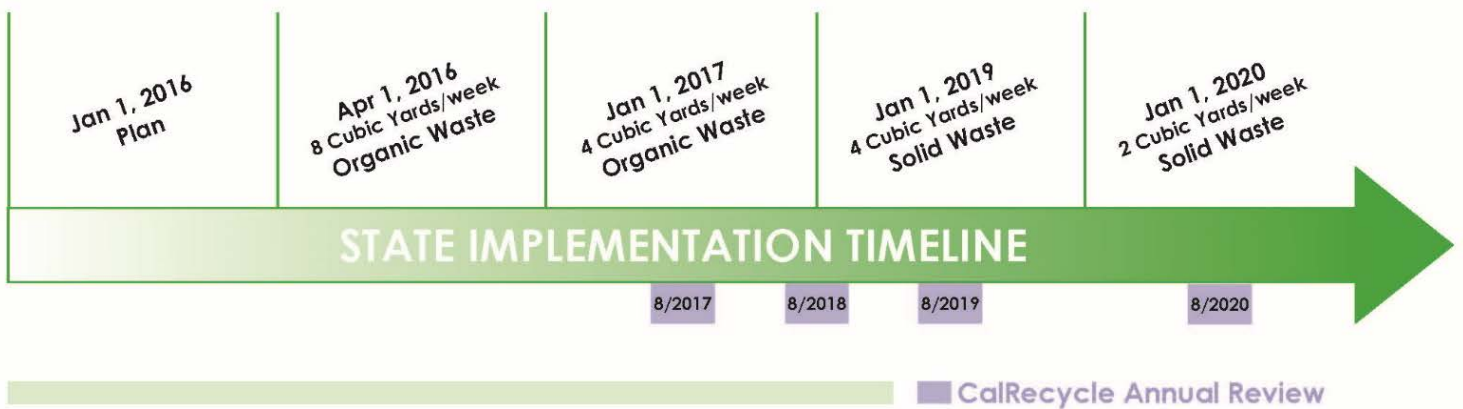 Jan 1, 2016
Plan
Apr 1, 2016
8 Cubic Yards/week
Organic Waste
Jan 1, 2017
4 Cubic Yards/week
Organic Waste
Jan 1, 2019
4 Cubic Yards/week
Solid Waste
Jan 1, 2020
2 Cubic Yards/week
Solid Waste
STATE IMPLEMENTATION TIMELINE
8/2017
8/2018
8/2019
8/2020
CalRecycle Annual Review